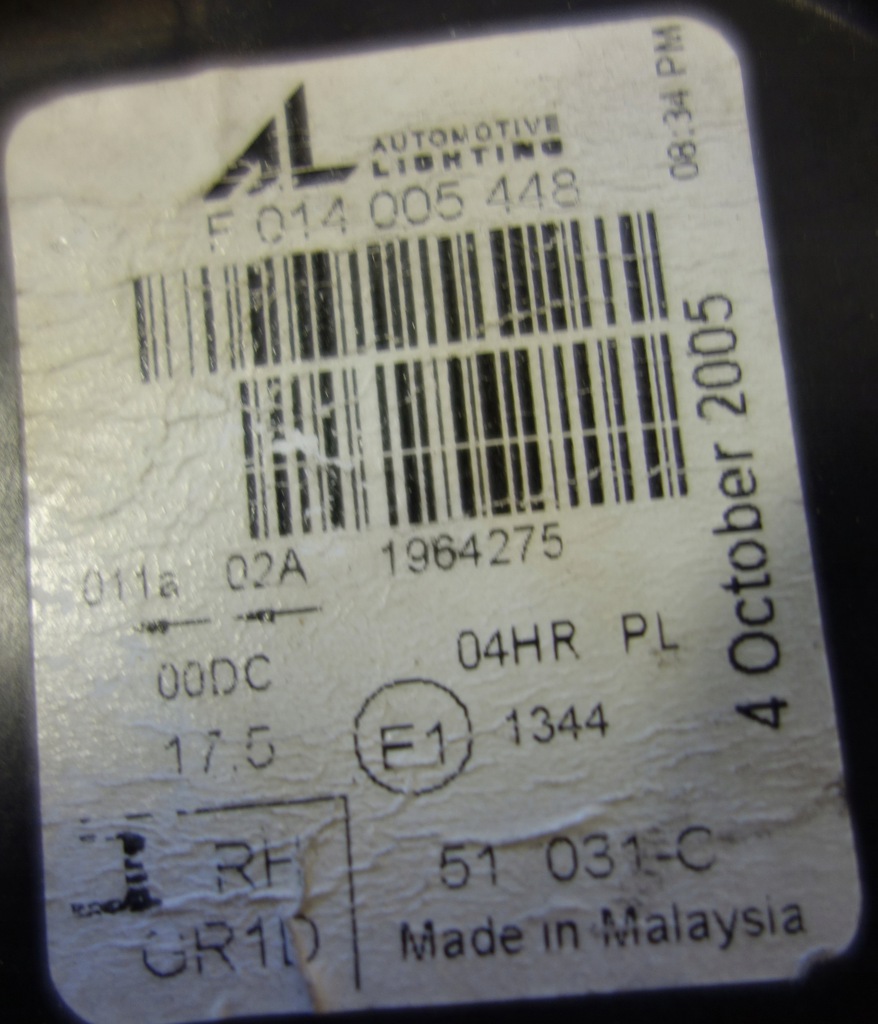 AL AUTOMOTIVE
LIGHTING
F 014 005 448
011a 02A 1964275
00DC 04HR PL
17.5 E1 1344
RH 51 031-C
Made in Malaysia
4 October 2005
08:34 PM